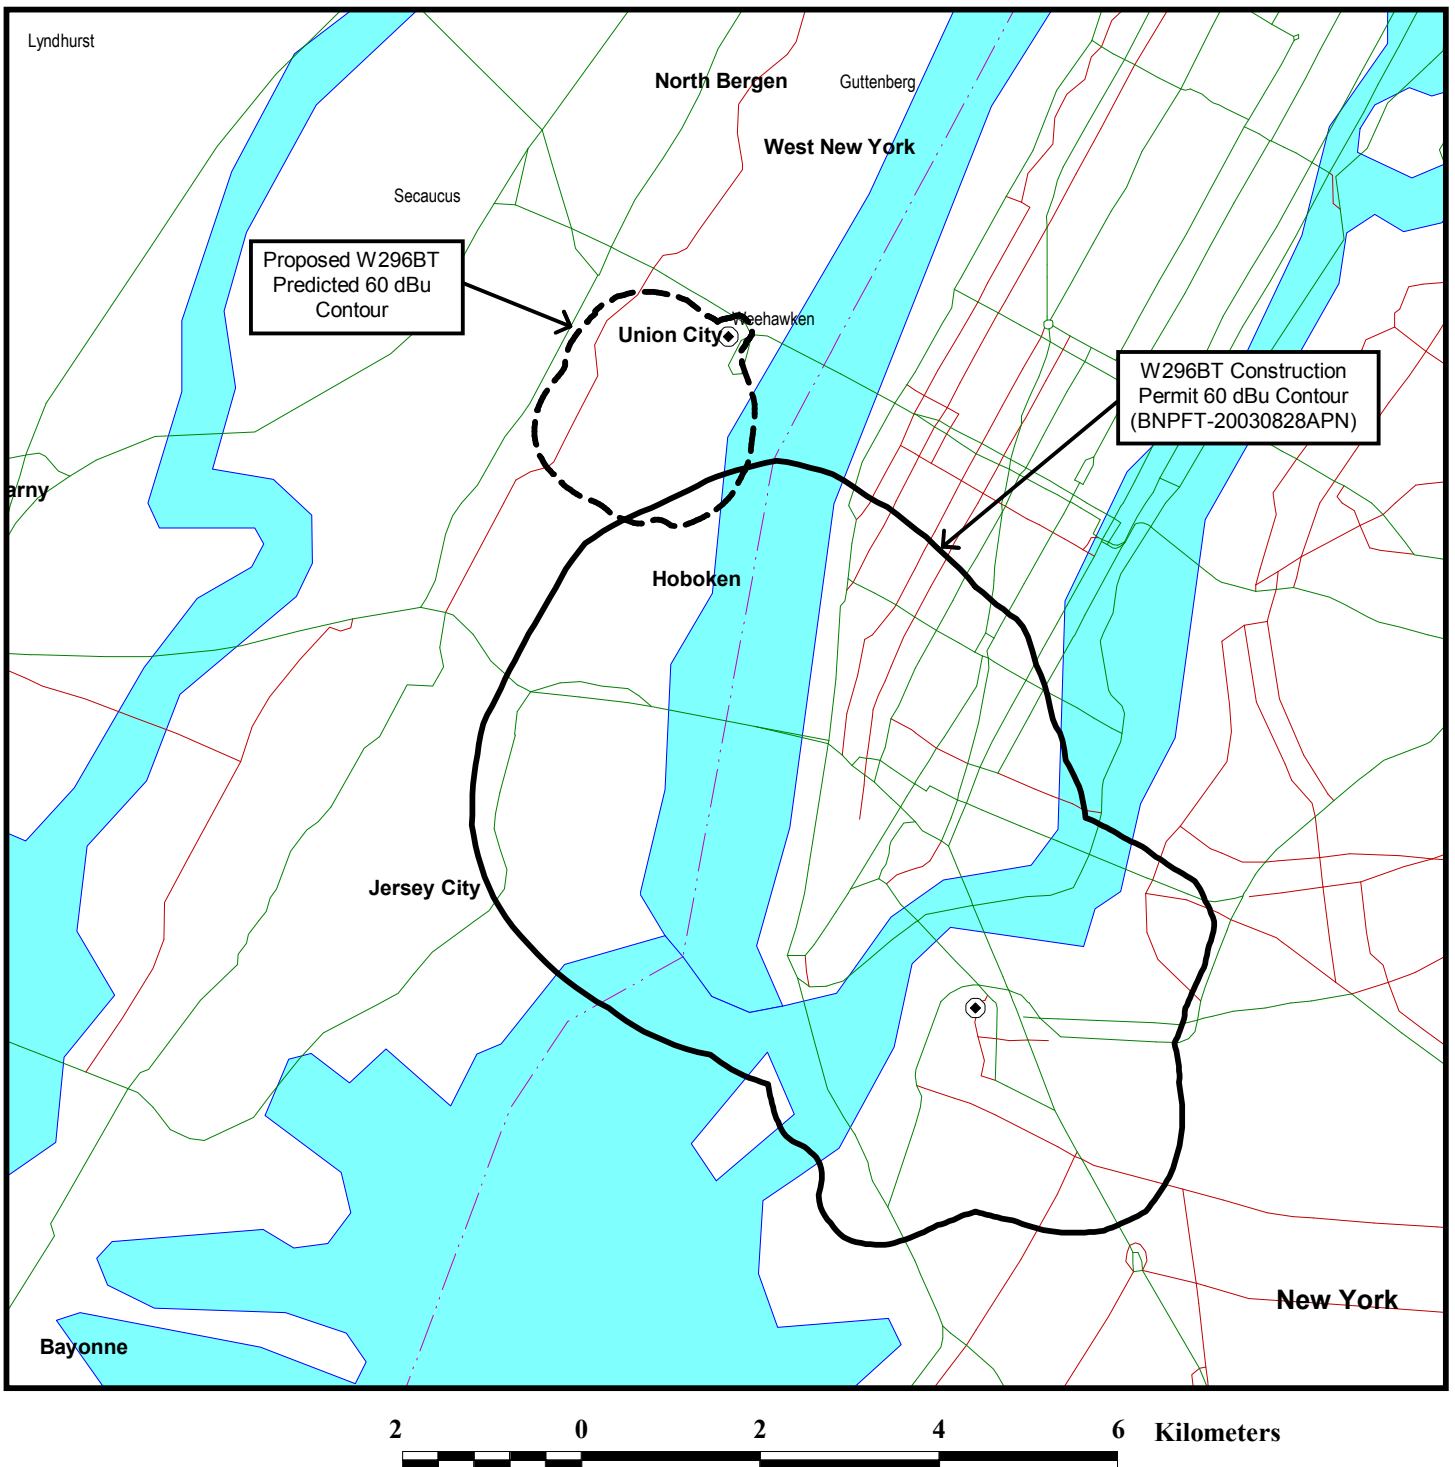 Lyndhurst
North Bergen
Guttenberg
West New York
Secaucus
Proposed W296BT
Predicted 60 dBu
Contour
Weehawken
Union City
W296BT Construction
Permit 60 dBu Contour
(BNPFT-20030828APN)
arny
Hoboken
Jersey City
New York
Bayonne
2 0 2 4 6 Kilometers